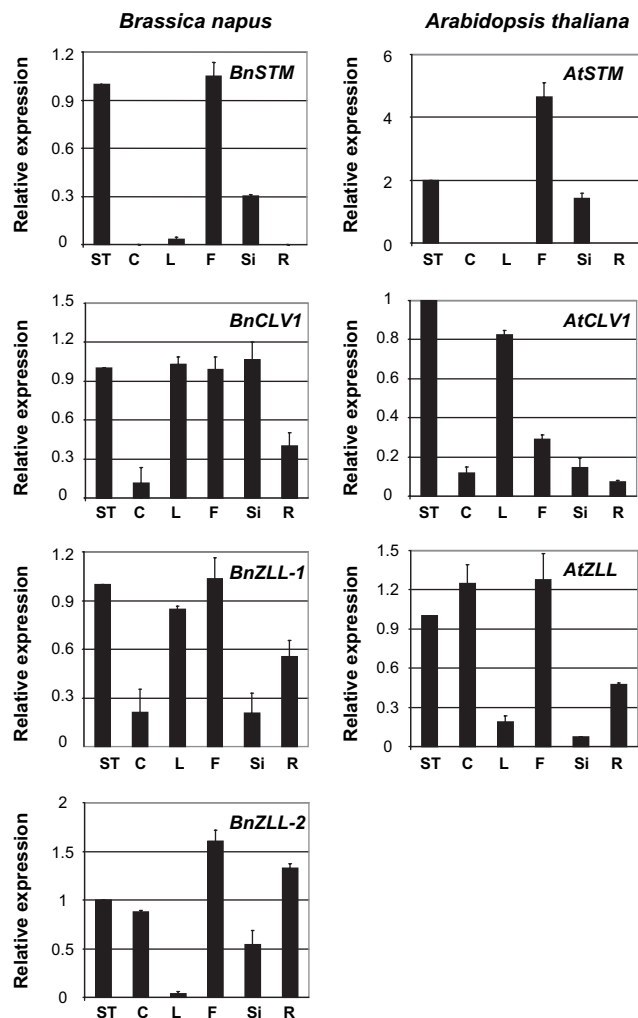 Brassica napus
Arabidopsis thaliana
Relative expression
1.2
0.9
0.6
0.3
0
BnSTM
ST C L F Si R
Relative expression
6
4
2
0
AtSTM
ST C L F Si R
Relative expression
1.5
1.2
0.9
0.6
0.3
0
BnCLV1
ST C L F Si R
Relative expression
1
0.8
0.6
0.4
0.2
0
AtCLV1
ST C L F Si R
Relative expression
1.2
0.9
0.6
0.3
0
BnZLL-1
ST C L F Si R
Relative expression
1.5
1.2
0.9
0.6
0.3
0
AtZLL
ST C L F Si R
Relative expression
2
1.5
1
0.5
0
BnZLL-2
ST C L F Si R